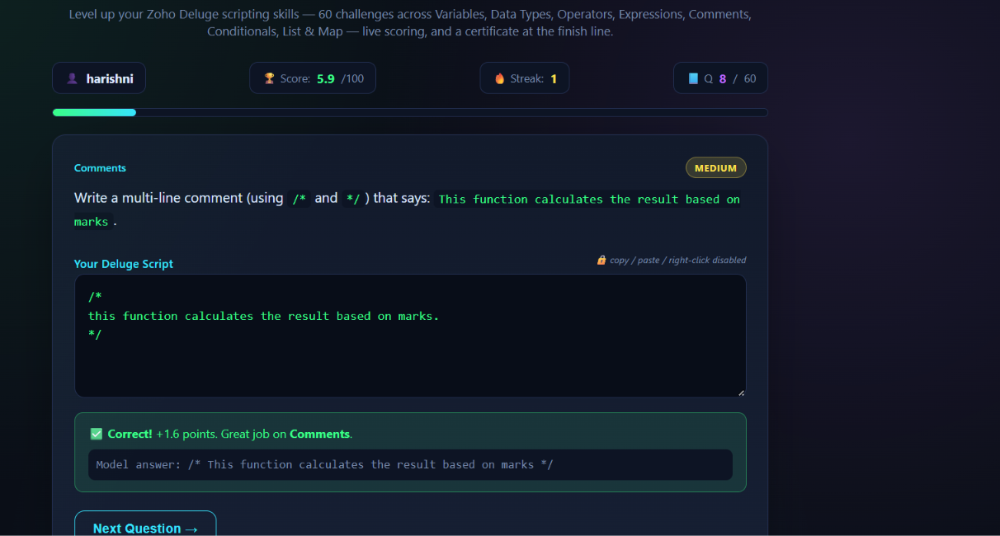 Level up your Zoho Deluge scripting skills — 60 challenges across Variables, Data Types, Operators, Expressions, Comments,
Conditionals, List & Map — live scoring, and a certificate at the finish line.
harishni
Score: 5.9 /100
Streak: 1
Q 8 / 60
Comments
MEDIUM
Write a multi-line comment (using /* and */ ) that says: This function calculates the result based on
marks .
Your Deluge Script
copy / paste / right-click disabled
/*
this function calculates the result based on marks.
*/
Correct! +1.6 points. Great job on Comments.
Model answer: /* This function calculates the result based on marks */
Next Question →